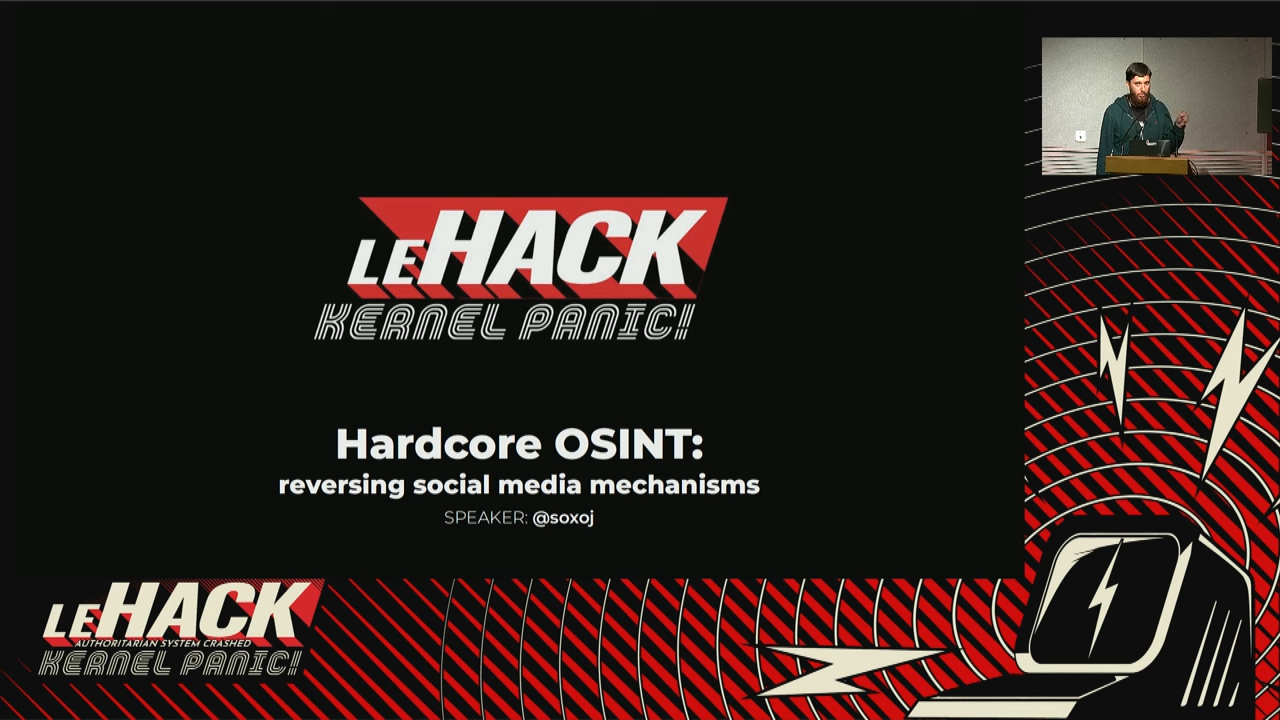 LEHACK
KERNEL PANIC!
Hardcore OSINT:
reversing social media mechanisms
SPEAKER: @soxoj
LEHACK
AUTHORITARIAN SYSTEM CRASHED
KERNEL PANIC!